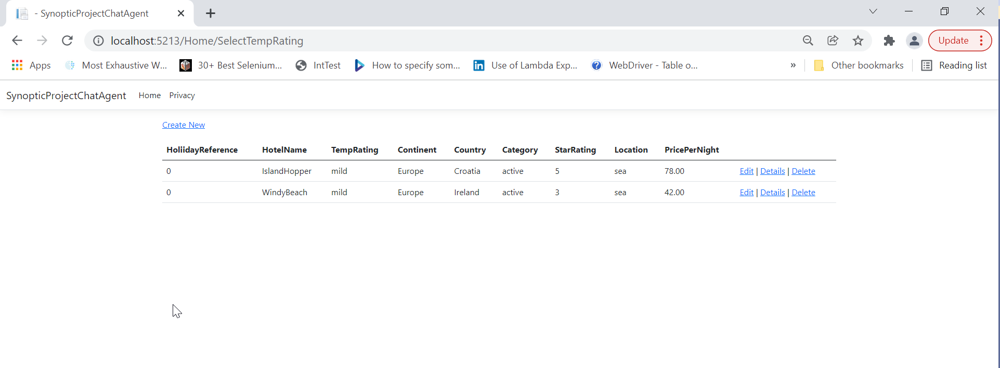 - SynopticProjectChatAgent
localhost:5213/Home/SelectTempRating
Update
Apps
Most Exhaustive W...
30+ Best Selenium...
IntTest
How to specify som...
Use of Lambda Exp...
WebDriver - Table o...
»
Other bookmarks
Reading list
SynopticProjectChatAgent Home Privacy
Create New
HoliidayReference HotelName TempRating Continent Country Category StarRating Location PricePerNight
0 IslandHopper mild Europe Croatia active 5 sea 78.00 Edit | Details | Delete
0 WindyBeach mild Europe Ireland active 3 sea 42.00 Edit | Details | Delete